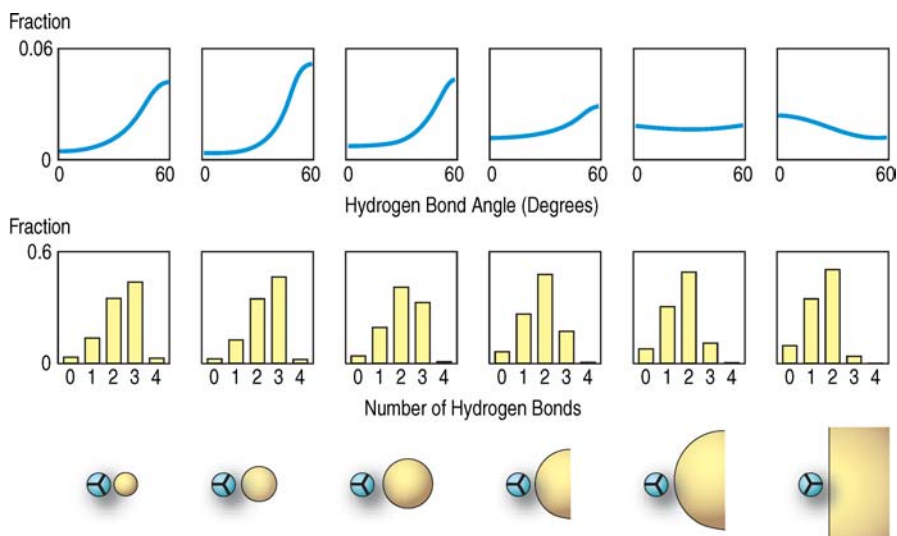 Fraction
0.06
0
0 60 0 60 0 60 0 60 0 60 0 60
Hydrogen Bond Angle (Degrees)
Fraction
0.6
0
0 1 2 3 4 0 1 2 3 4 0 1 2 3 4 0 1 2 3 4 0 1 2 3 4 0 1 2 3 4
Number of Hydrogen Bonds